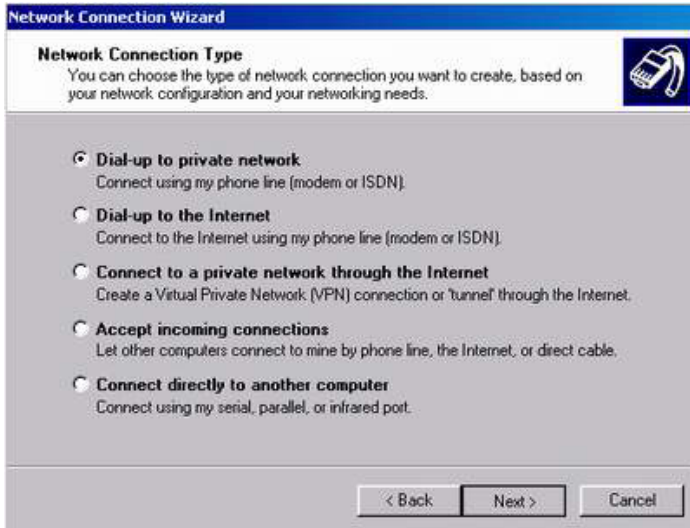 Network Connection Wizard
Network Connection Type
You can choose the type of network connection you want to create, based on
your network configuration and your networking needs.
Dial-up to private network
Connect using my phone line (modem or ISDN).
Dial-up to the Internet
Connect to the Internet using my phone line (modem or ISDN).
Connect to a private network through the Internet
Create a Virtual Private Network (VPN) connection or 'tunnel' through the Internet.
Accept incoming connections
Let other computers connect to mine by phone line, the Internet, or direct cable.
Connect directly to another computer
Connect using my serial, parallel, or infrared port.
< Back Next > Cancel